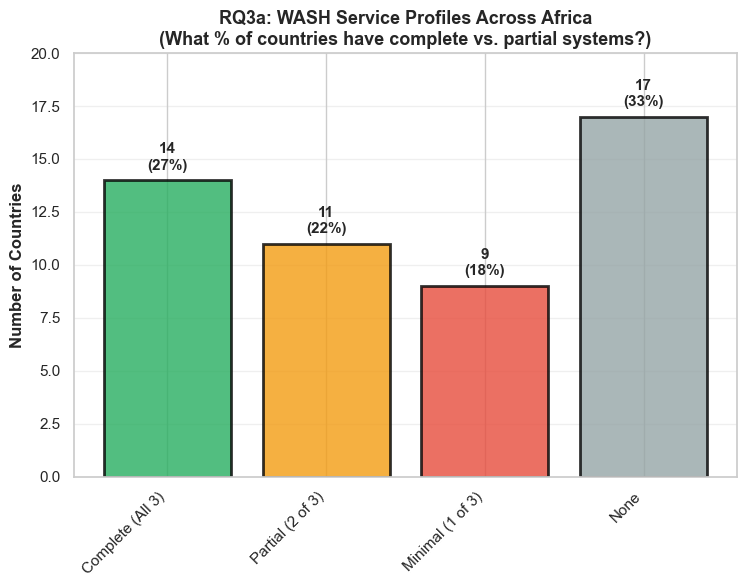 RQ3a: WASH Service Profiles Across Africa
(What % of countries have complete vs. partial systems?)
Number of Countries
20.0
17.5
15.0
12.5
10.0
7.5
5.0
2.5
0.0
14
(27%)
11
(22%)
9
(18%)
17
(33%)
Complete (All 3)
Partial (2 of 3)
Minimal (1 of 3)
None